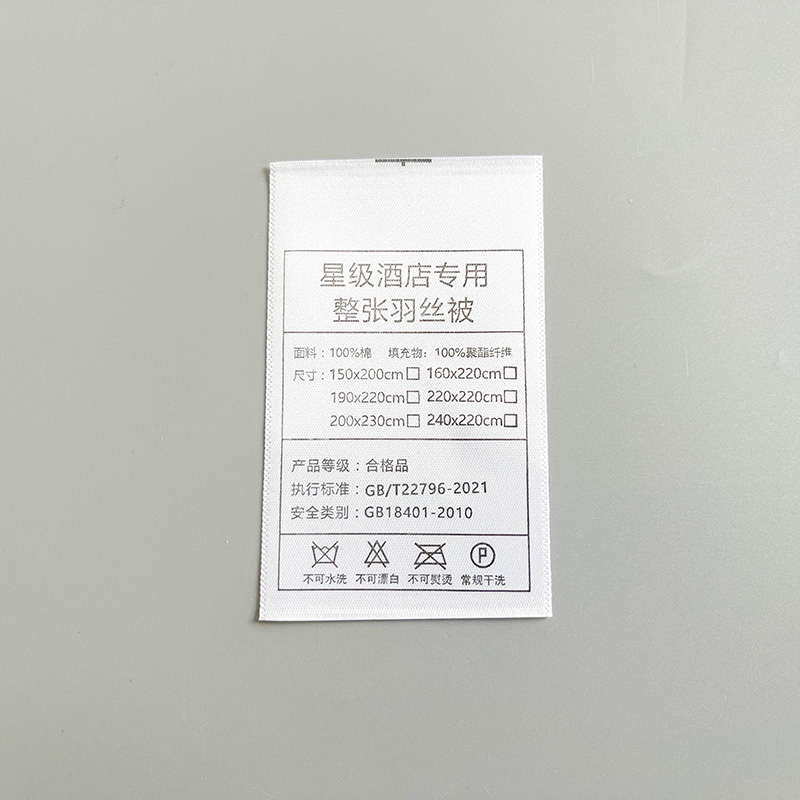 星级酒店专用
整张羽丝被
面料：100%棉 填充物：100%聚酯纤维
尺寸：150x200cm□ 160x220cm□
190x220cm□ 220x220cm□
200x230cm□ 240x220cm□
产品等级：合格品
执行标准：GB/T22796-2021
安全类别：GB18401-2010
P
不可水洗 不可漂白 不可熨烫 常规干洗